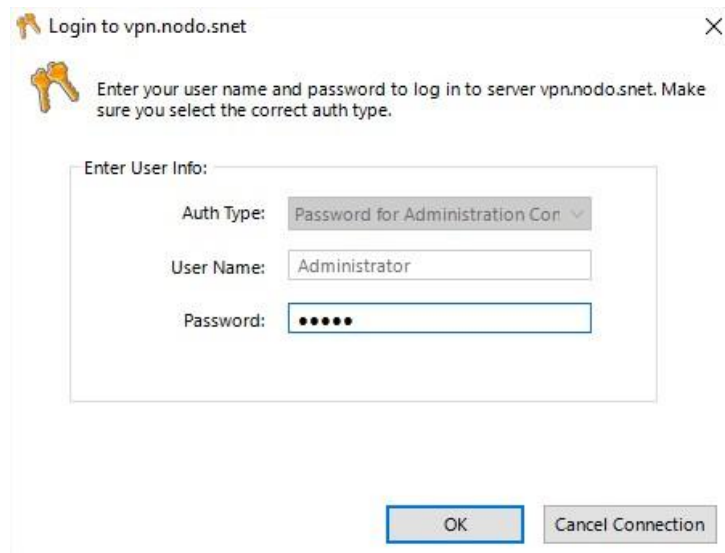 Login to vpn.nodo.snet
Enter your user name and password to log in to server vpn.nodo.snet. Make
sure you select the correct auth type.
Enter User Info:
Auth Type: Password for Administration Con
User Name: Administrator
Password: •••••
OK Cancel Connection